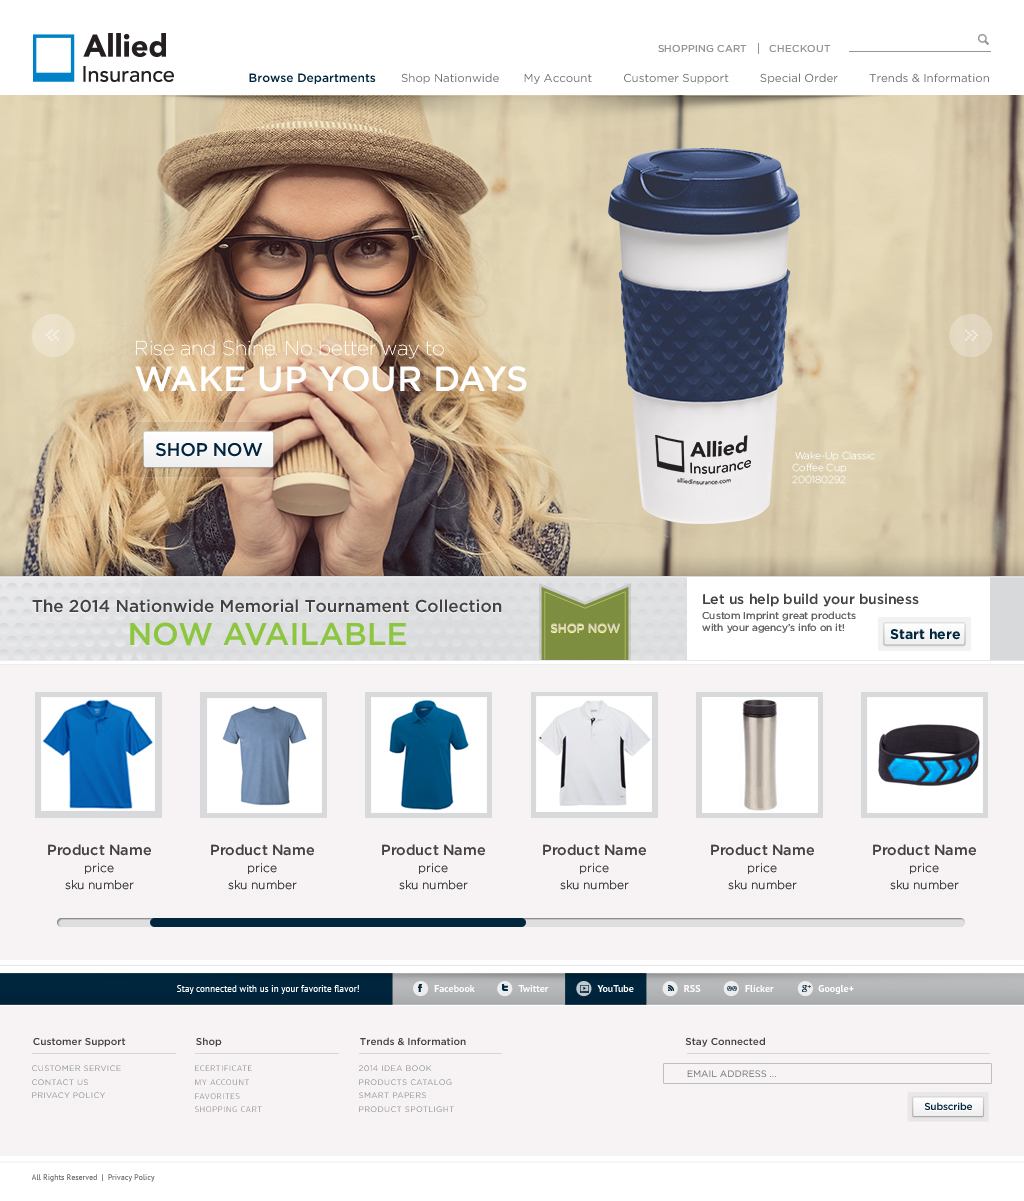 Allied
Insurance
SHOPPING CART | CHECKOUT
Browse Departments Shop Nationwide My Account Customer Support Special Order Trends & Information
Rise and Shine. No better way to
WAKE UP YOUR DAYS
SHOP NOW
Allied
Insurance
alliedinsurance.com
Wake-Up Classic
Coffee Cup
200180292
The 2014 Nationwide Memorial Tournament Collection
NOW AVAILABLE
SHOP NOW
Let us help build your business
Custom Imprint great products
with your agency's info on it!
Start here
Product Name Product Name Product Name Product Name Product Name Product Name
price price price price price price
sku number sku number sku number sku number sku number sku number
Stay connected with us in your favorite flavor! Facebook Twitter YouTube RSS Flicker Google+
Customer Support
CUSTOMER SERVICE
CONTACT US
PRIVACY POLICY
Shop
ECERTIFICATE
MY ACCOUNT
FAVORITES
SHOPPING CART
Trends & Information
2014 IDEA BOOK
PRODUCTS CATALOG
SMART PAPERS
PRODUCT SPOTLIGHT
Stay Connected
EMAIL ADDRESS ...
Subscribe
All Rights Reserved | Privacy Policy